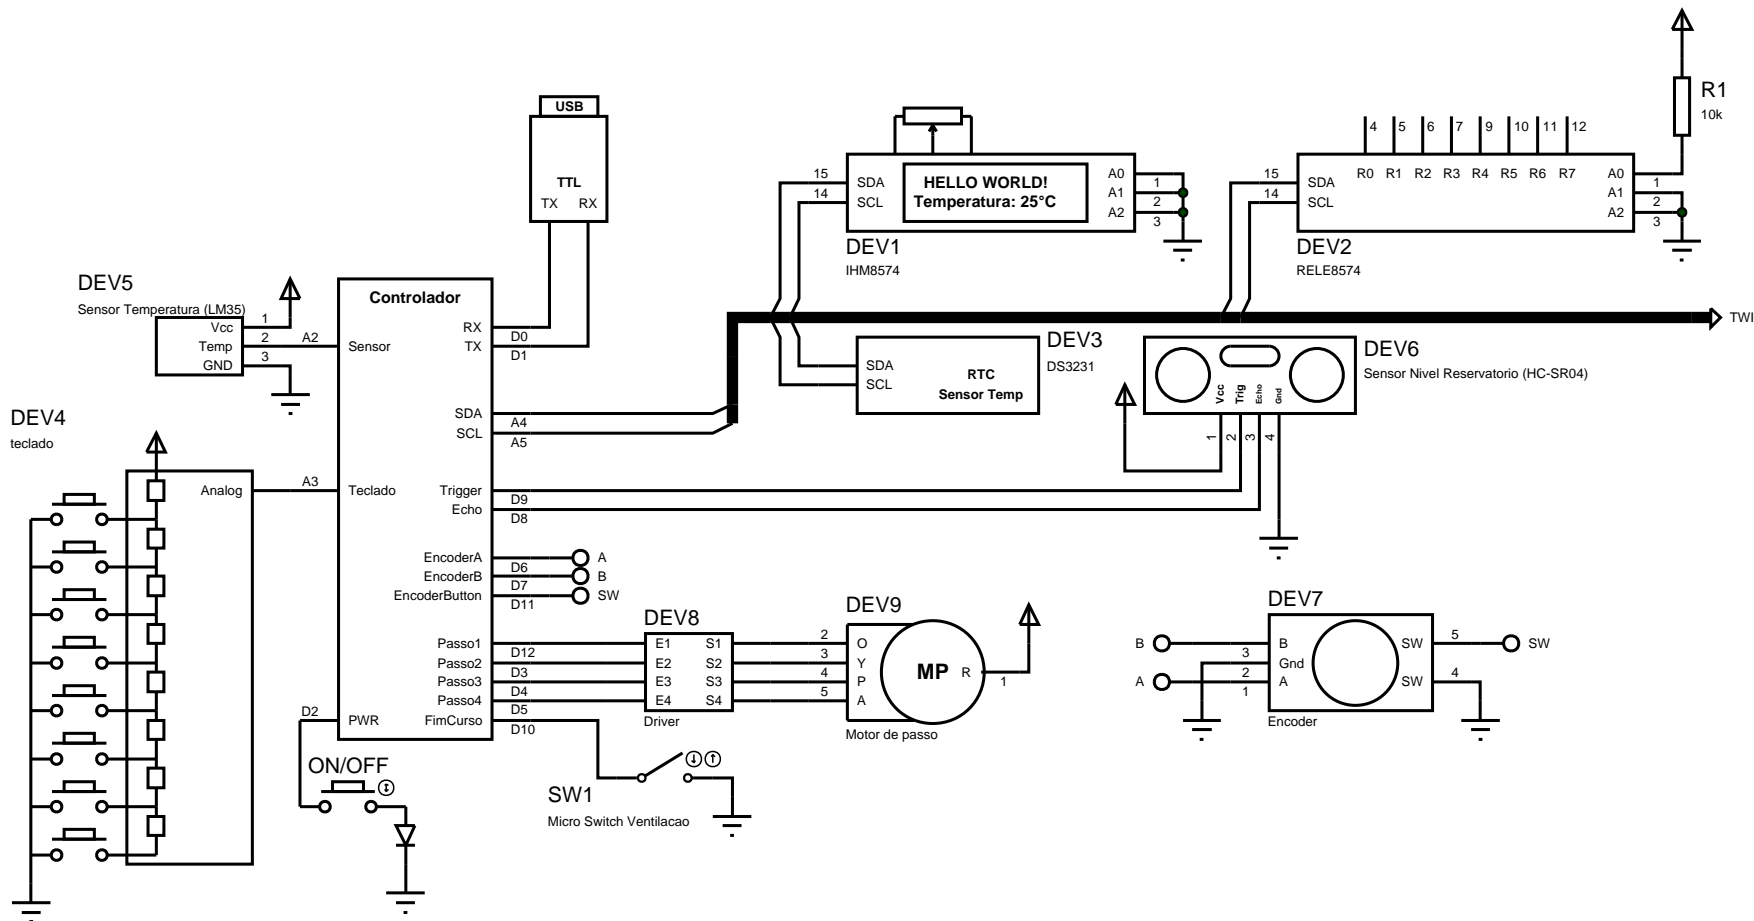 R1
10k
USB
TTL
TX RX
15
14
SDA
SCL
HELLO WORLD!
Temperatura: 25°C
A0
A1
A2
1
2
3
DEV1
IHM8574
4 5 6 7 9 10 11 12
R0 R1 R2 R3 R4 R5 R6 R7
15
14
SDA
SCL
A0
A1
A2
1
2
3
DEV2
RELE8574
TWI
DEV5
Sensor Temperatura (LM35)
Vcc
Temp
GND
1
2
3
A2
Controlador
Sensor
RX
TX
D0
D1
SDA
SCL
A4
A5
DEV3
DS3231
SDA
SCL
RTC
Sensor Temp
DEV6
Sensor Nivel Reservatorio (HC-SR04)
Vcc
Trig
Echo
Gnd
1
2
3
4
DEV4
teclado
Analog
A3
Teclado
Trigger
Echo
D9
D8
EncoderA
EncoderB
EncoderButton
D6
D7
D11
A
B
SW
Passo1
Passo2
Passo3
Passo4
FimCurso
D12
D3
D4
D5
D10
D2
PWR
DEV8
E1 S1
E2 S2
E3 S3
E4 S4
Driver
DEV9
2
3
4
5
O
Y
P
A
MP
R
1
Motor de passo
DEV7
B
A
3
2
1
B
Gnd
A
SW
SW
5
4
SW
Encoder
ON/OFF
SW1
Micro Switch Ventilacao